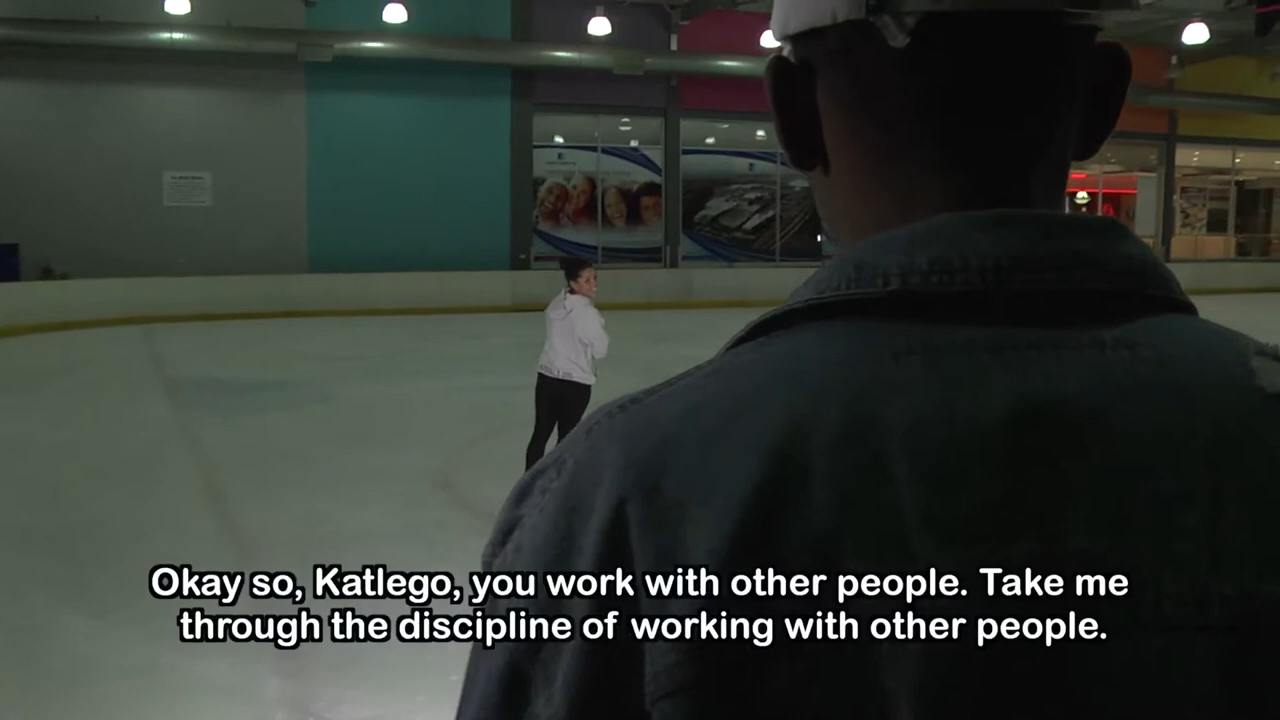 Okay so, Katlego, you work with other people. Take me
through the discipline of working with other people.